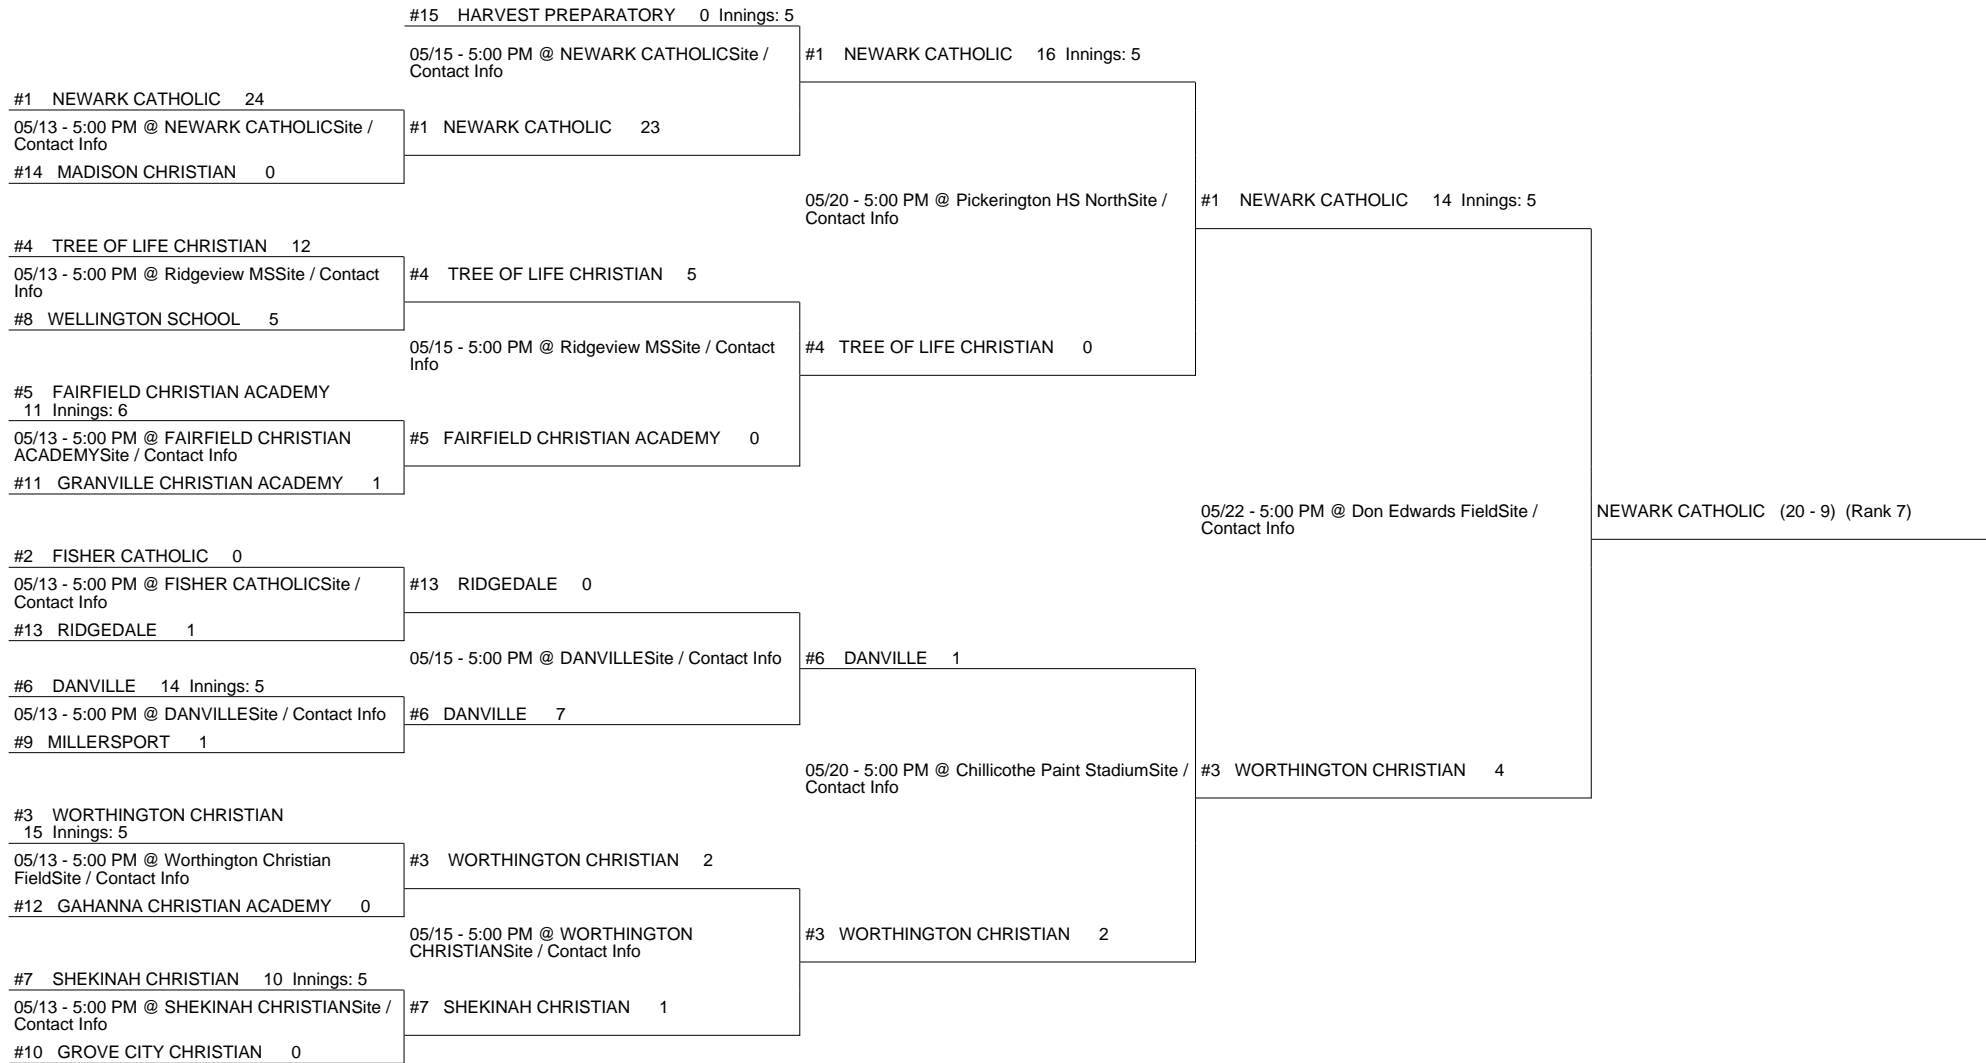 #15 HARVEST PREPARATORY 0 Innings: 5
05/15 - 5:00 PM @ NEWARK CATHOLICSite /
Contact Info
#1 NEWARK CATHOLIC 16 Innings: 5
#1 NEWARK CATHOLIC 24
05/13 - 5:00 PM @ NEWARK CATHOLICSite /
Contact Info
#1 NEWARK CATHOLIC 23
#14 MADISON CHRISTIAN 0
05/20 - 5:00 PM @ Pickerington HS NorthSite /
Contact Info
#1 NEWARK CATHOLIC 14 Innings: 5
#4 TREE OF LIFE CHRISTIAN 12
05/13 - 5:00 PM @ Ridgeview MSSite / Contact
Info
#4 TREE OF LIFE CHRISTIAN 5
#8 WELLINGTON SCHOOL 5
05/15 - 5:00 PM @ Ridgeview MSSite / Contact
Info
#4 TREE OF LIFE CHRISTIAN 0
#5 FAIRFIELD CHRISTIAN ACADEMY
11 Innings: 6
05/13 - 5:00 PM @ FAIRFIELD CHRISTIAN
ACADEMYSite / Contact Info
#5 FAIRFIELD CHRISTIAN ACADEMY 0
#11 GRANVILLE CHRISTIAN ACADEMY 1
05/22 - 5:00 PM @ Don Edwards FieldSite /
Contact Info
NEWARK CATHOLIC (20 - 9) (Rank 7)
#2 FISHER CATHOLIC 0
05/13 - 5:00 PM @ FISHER CATHOLICSite /
Contact Info
#13 RIDGEDALE 0
#13 RIDGEDALE 1
05/15 - 5:00 PM @ DANVILLESite / Contact Info
#6 DANVILLE 1
#6 DANVILLE 14 Innings: 5
05/13 - 5:00 PM @ DANVILLESite / Contact Info
#6 DANVILLE 7
#9 MILLERSPORT 1
05/20 - 5:00 PM @ Chillicothe Paint StadiumSite /
Contact Info
#3 WORTHINGTON CHRISTIAN 4
#3 WORTHINGTON CHRISTIAN
15 Innings: 5
05/13 - 5:00 PM @ Worthington Christian
FieldSite / Contact Info
#3 WORTHINGTON CHRISTIAN 2
#12 GAHANNA CHRISTIAN ACADEMY 0
05/15 - 5:00 PM @ WORTHINGTON
CHRISTIANSite / Contact Info
#3 WORTHINGTON CHRISTIAN 2
#7 SHEKINAH CHRISTIAN 10 Innings: 5
05/13 - 5:00 PM @ SHEKINAH CHRISTIANSite /
Contact Info
#7 SHEKINAH CHRISTIAN 1
#10 GROVE CITY CHRISTIAN 0